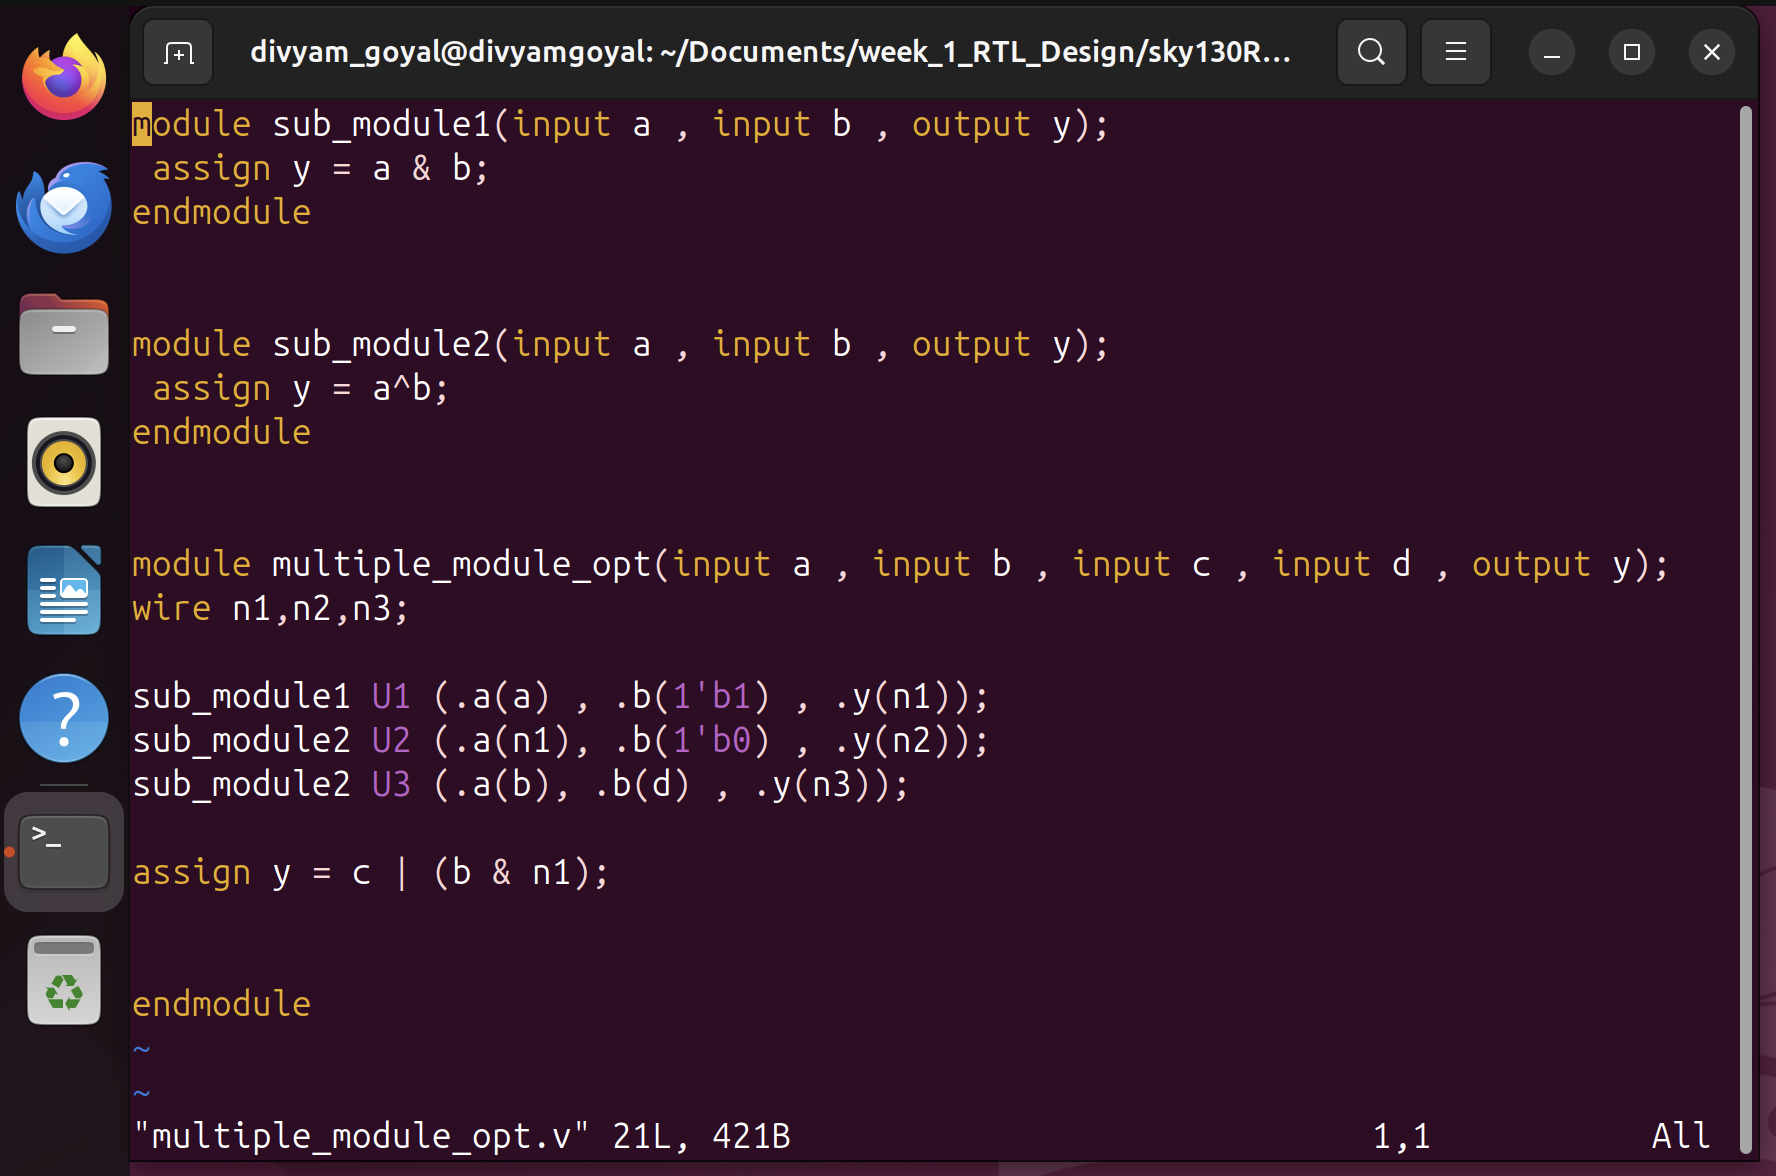 divyam_goyal@divyamgoyal: ~/Documents/week_1_RTL_Design/sky130R...
module sub_module1(input a , input b , output y);
 assign y = a & b;
endmodule
module sub_module2(input a , input b , output y);
 assign y = a^b;
endmodule
module multiple_module_opt(input a , input b , input c , input d , output y);
wire n1,n2,n3;
sub_module1 U1 (.a(a) , .b(1'b1) , .y(n1));
sub_module2 U2 (.a(n1), .b(1'b0) , .y(n2));
sub_module2 U3 (.a(b), .b(d) , .y(n3));
assign y = c | (b & n1);
endmodule
~
~
"multiple_module_opt.v" 21L, 421B 1,1 All